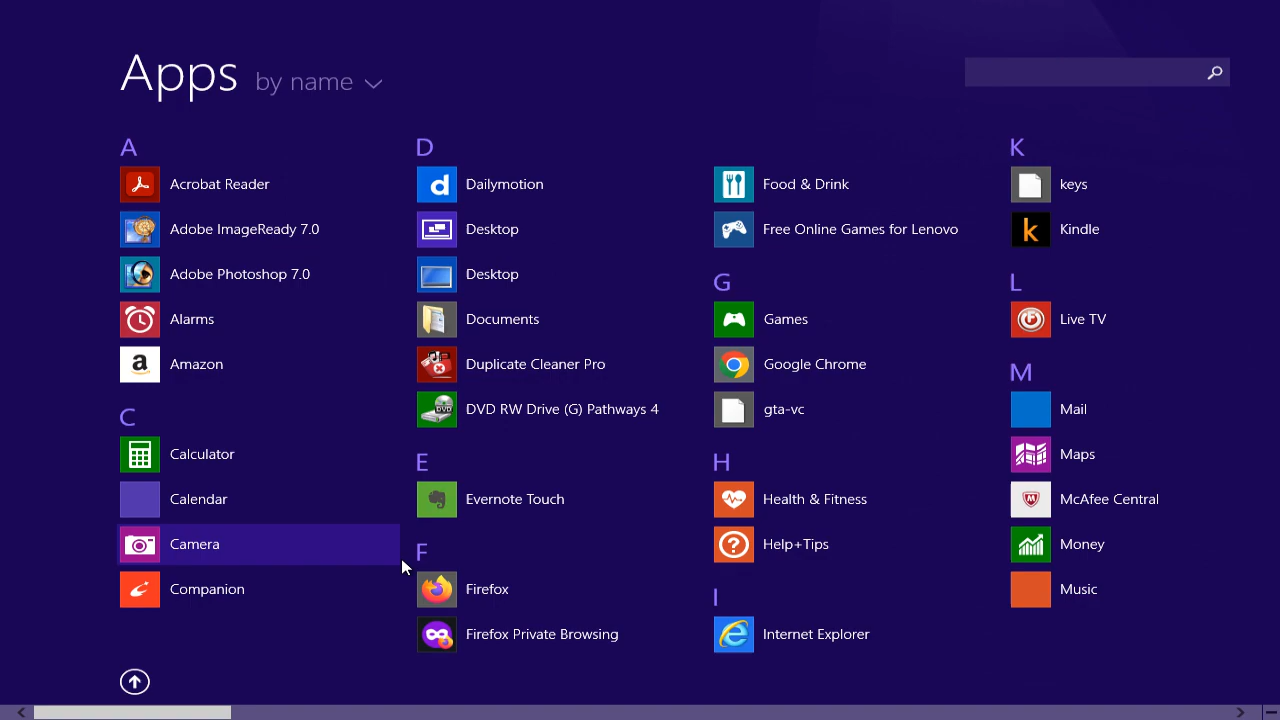 Apps by name
A
Acrobat Reader
Adobe ImageReady 7.0
Adobe Photoshop 7.0
Alarms
Amazon
C
Calculator
Calendar
Camera
Companion
D
Dailymotion
Desktop
Desktop
Documents
Duplicate Cleaner Pro
DVD RW Drive (G) Pathways 4
E
Evernote Touch
F
Firefox
Firefox Private Browsing
Food & Drink
Free Online Games for Lenovo
G
Games
Google Chrome
gta-vc
H
Health & Fitness
Help+Tips
I
Internet Explorer
K
keys
Kindle
L
Live TV
M
Mail
Maps
McAfee Central
Money
Music